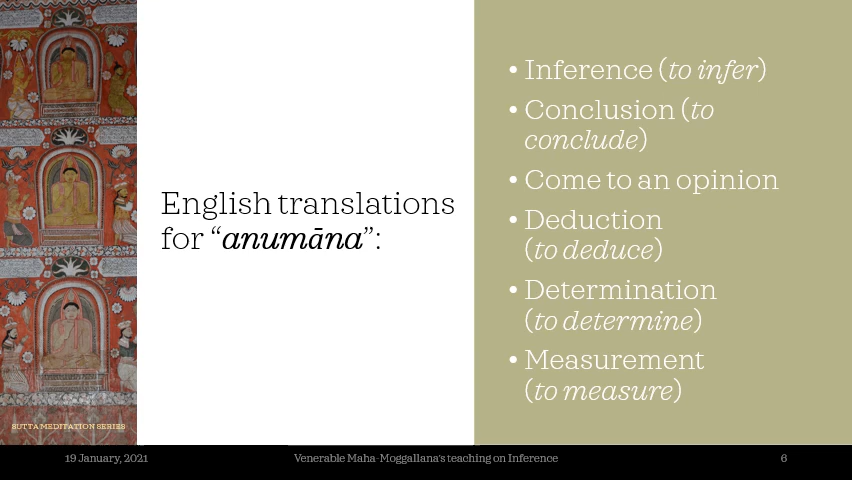 English translations
for “anumāna”:
• Inference (to infer)
• Conclusion (to
conclude)
• Come to an opinion
• Deduction
(to deduce)
• Determination
(to determine)
• Measurement
(to measure)
SUTTA MEDITATION SERIES
19 January, 2021
Venerable Maha-Moggallana's teaching on Inference
6